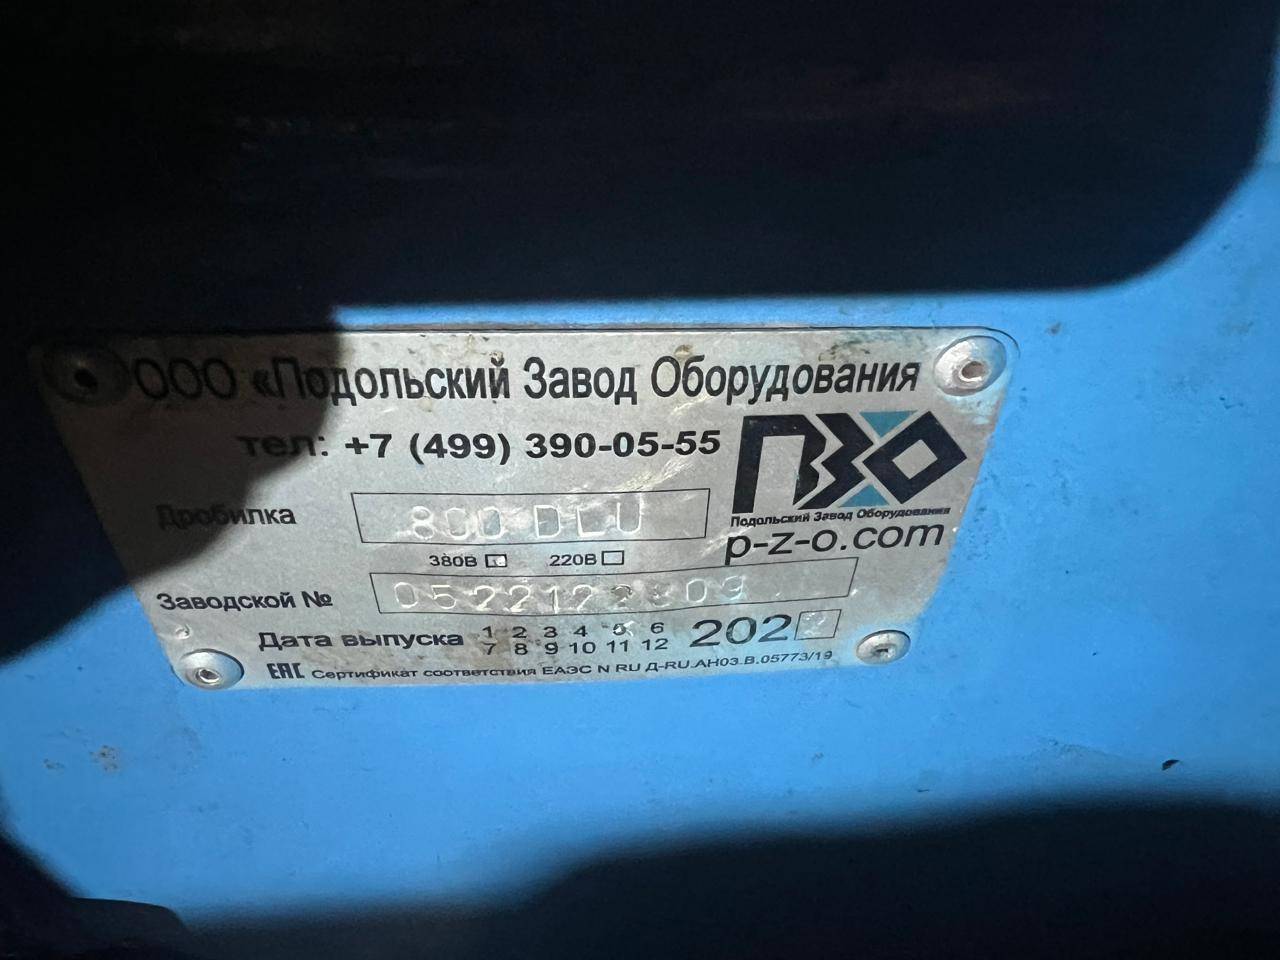 ООО «Подольский Завод Оборудования
тел: +7 (499) 390-05-55
ПЗО
Подольский Завод Оборудования
p-z-o.com
Дробилка 800
380В 220В
Заводской №
Дата выпуска 1 2 3 4 5 6 2022
7 8 9 10 11 12
EAC Сертификат соответствия ЕАЭС N RU Д-RU.АН03.В.05773/19